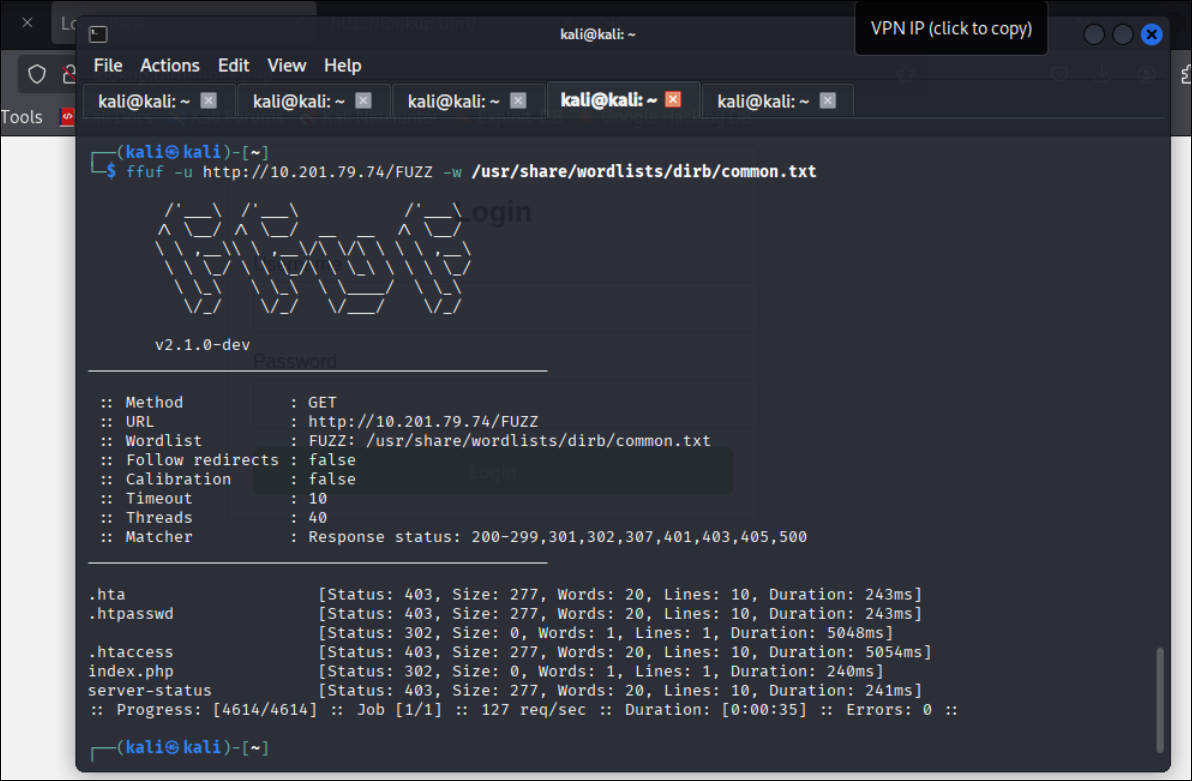 VPN IP (click to copy)
kali@kali: ~
File Actions Edit View Help
kali@kali: ~ kali@kali: ~ kali@kali: ~ kali@kali: ~ kali@kali: ~
Tools
┌──(kali㉿kali)-[~]
└─$ ffuf -u http://10.201.79.74/FUZZ -w /usr/share/wordlists/dirb/common.txt
Login
v2.1.0-dev
Password
:: Method : GET
:: URL : http://10.201.79.74/FUZZ
:: Wordlist : FUZZ: /usr/share/wordlists/dirb/common.txt
:: Follow redirects : false
:: Calibration : false
Login
:: Timeout : 10
:: Threads : 40
:: Matcher : Response status: 200-299,301,302,307,401,403,405,500
.hta [Status: 403, Size: 277, Words: 20, Lines: 10, Duration: 243ms]
.htpasswd [Status: 403, Size: 277, Words: 20, Lines: 10, Duration: 243ms]
[Status: 302, Size: 0, Words: 1, Lines: 1, Duration: 5048ms]
.htaccess [Status: 403, Size: 277, Words: 20, Lines: 10, Duration: 5054ms]
index.php [Status: 302, Size: 0, Words: 1, Lines: 1, Duration: 240ms]
server-status [Status: 403, Size: 277, Words: 20, Lines: 10, Duration: 241ms]
:: Progress: [4614/4614] :: Job [1/1] :: 127 req/sec :: Duration: [0:00:35] :: Errors: 0 ::
┌──(kali㉿kali)-[~]